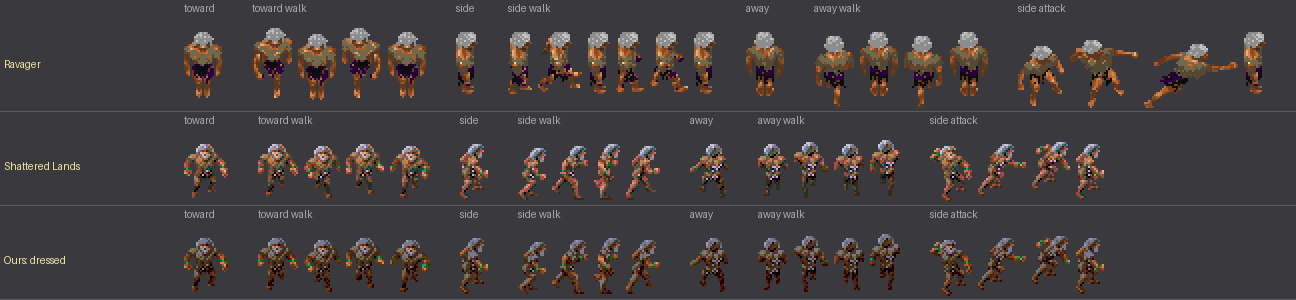 toward toward walk side side walk away away walk side attack
Ravager
toward toward walk side side walk away away walk side attack
Shattered Lands
toward toward walk side side walk away away walk side attack
Ours: dressed